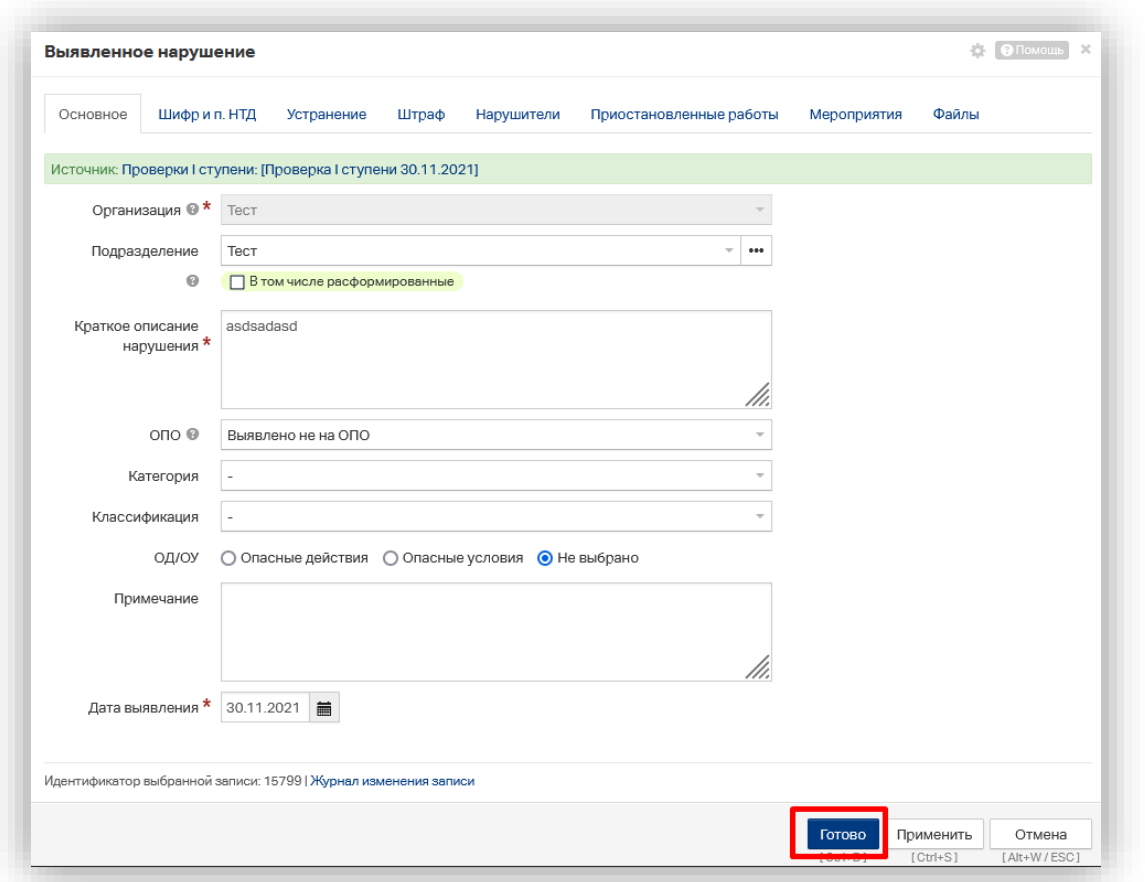 Выявленное нарушение
Помощь
Основное Шифр и п. НТД Устранение Штраф Нарушители Приостановленные работы Мероприятия Файлы
Источник: Проверки I ступени: [Проверка I ступени 30.11.2021]
Организация * Тест
Подразделение Тест
В том числе расформированные
Краткое описание asdsadasd
нарушения *
ОПО Выявлено не на ОПО
Категория -
Классификация -
ОД/ОУ Опасные действия Опасные условия Не выбрано
Примечание
Дата выявления * 30.11.2021
Идентификатор выбранной записи: 15799 | Журнал изменения записи
Готово Применить Отмена
[Ctrl+S] [Alt+W / ESC]